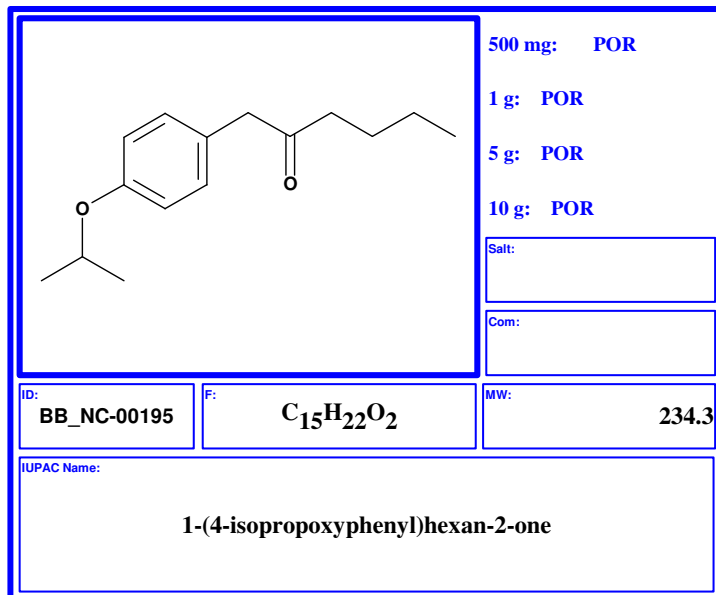 500 mg: POR
1 g: POR
5 g: POR
10 g: POR
O
O
Salt:
Com:
ID:
BB_NC-00195
F:
C15H22O2
MW:
234.3
IUPAC Name:
1-(4-isopropoxyphenyl)hexan-2-one